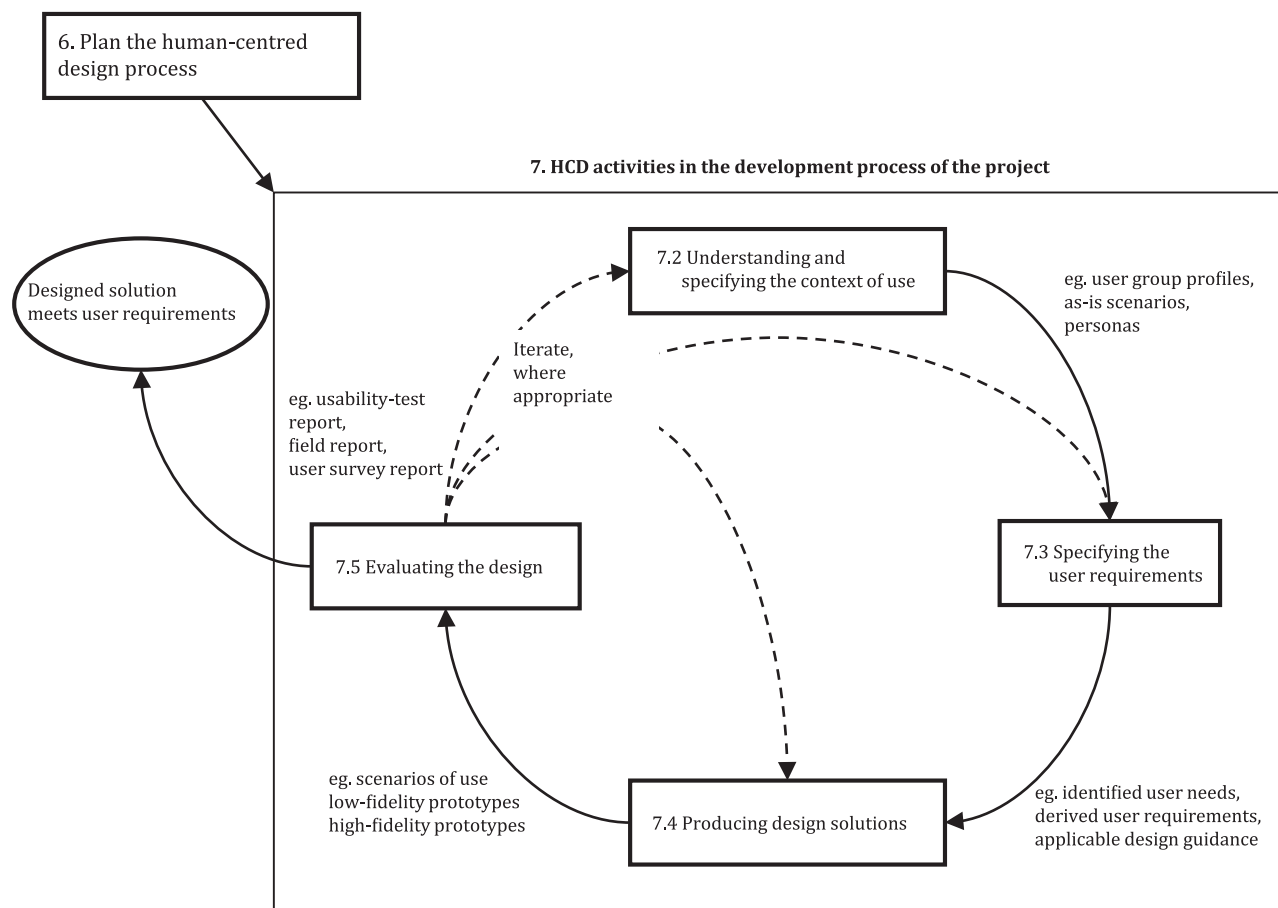 6. Plan the human-centred
design process
7. HCD activities in the development process of the project
Designed solution
meets user requirements
7.2 Understanding and
specifying the context of use
eg. user group profiles,
as-is scenarios,
personas
Iterate,
where
appropriate
eg. usability-test
report,
field report,
user survey report
7.5 Evaluating the design
7.3 Specifying the
user requirements
eg. scenarios of use
low-fidelity prototypes
high-fidelity prototypes
7.4 Producing design solutions
eg. identified user needs,
derived user requirements,
applicable design guidance